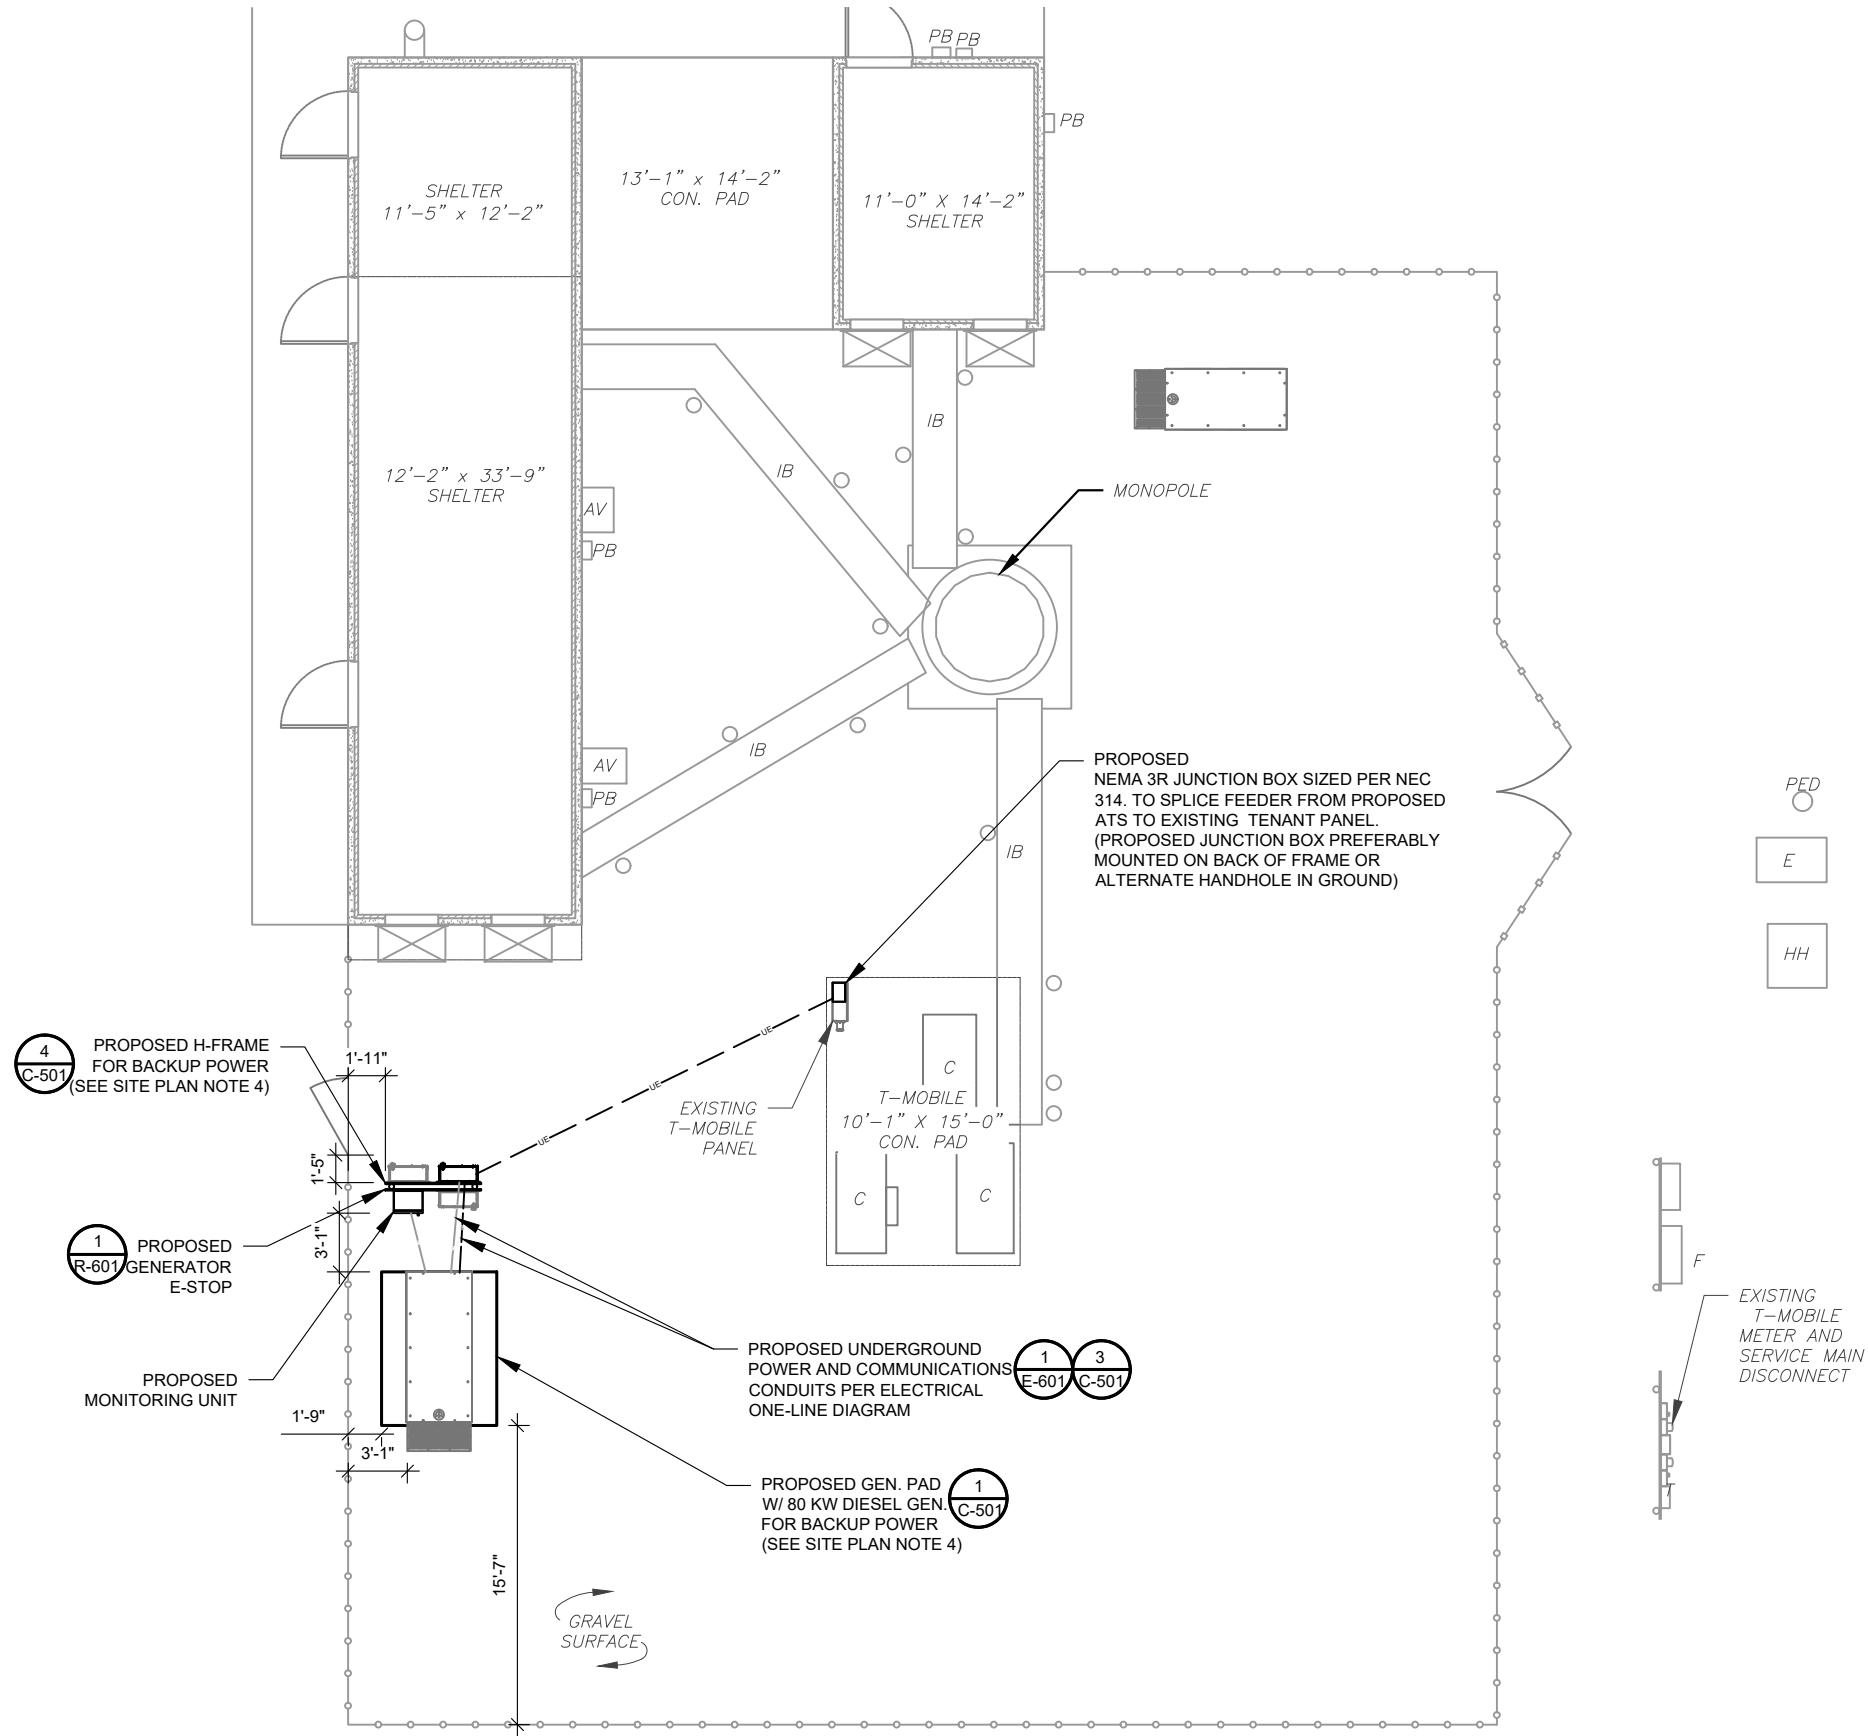 PB PB
PB
SHELTER
11'-5" x 12'-2"
13'-1" x 14'-2"
CON. PAD
11'-0" X 14'-2"
SHELTER
IB
IB
12'-2" x 33'-9"
SHELTER
AV
PB
MONOPOLE
IB
AV
PB
PROPOSED
NEMA 3R JUNCTION BOX SIZED PER NEC
314. TO SPLICE FEEDER FROM PROPOSED
ATS TO EXISTING TENANT PANEL.
(PROPOSED JUNCTION BOX PREFERABLY
MOUNTED ON BACK OF FRAME OR
ALTERNATE HANDHOLE IN GROUND)
IB
PED
E
HH
4
C-501
PROPOSED H-FRAME
FOR BACKUP POWER
(SEE SITE PLAN NOTE 4)
1'-11"
UE
UE
UE
EXISTING
T-MOBILE
PANEL
C
T-MOBILE
10'-1" X 15'-0"
CON. PAD
C
C
1'-5"
3'-1"
1
R-601
PROPOSED
GENERATOR
E-STOP
PROPOSED
MONITORING UNIT
1'-9"
3'-1"
PROPOSED UNDERGROUND
POWER AND COMMUNICATIONS
CONDUITS PER ELECTRICAL
ONE-LINE DIAGRAM
1
E-601
3
C-501
PROPOSED GEN. PAD
W/ 80 KW DIESEL GEN.
FOR BACKUP POWER
(SEE SITE PLAN NOTE 4)
1
C-501
15'-7"
GRAVEL
SURFACE
F
EXISTING
T-MOBILE
METER AND
SERVICE MAIN
DISCONNECT
T